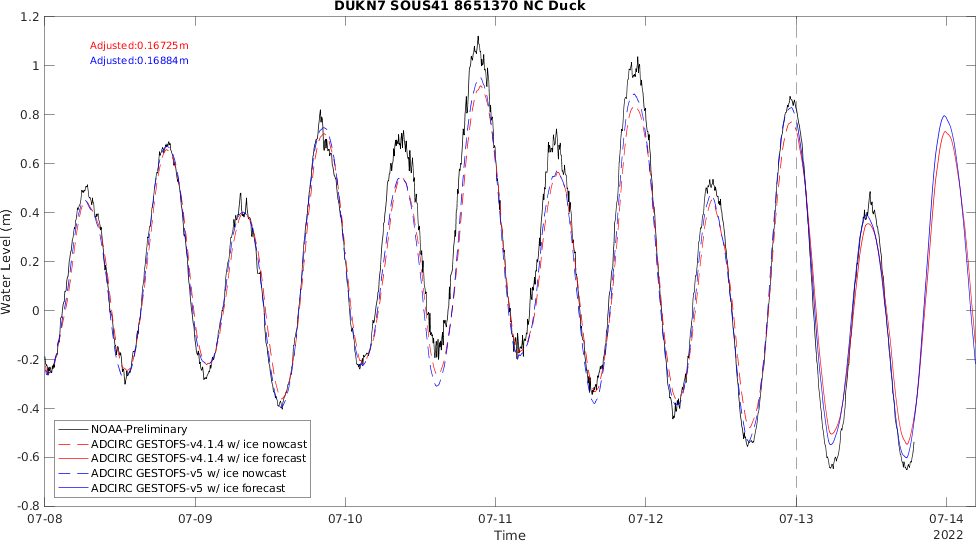 DUKN7 SOUS41 8651370 NC Duck
1.2
1
0.8
0.6
0.4
0.2
0
-0.2
-0.4
-0.6
-0.8
Water Level (m)
Adjusted:0.16725m
Adjusted:0.16884m
NOAA-Preliminary
ADCIRC GESTOFS-v4.1.4 w/ ice nowcast
ADCIRC GESTOFS-v4.1.4 w/ ice forecast
ADCIRC GESTOFS-v5 w/ ice nowcast
ADCIRC GESTOFS-v5 w/ ice forecast
07-08 07-09 07-10 07-11 07-12 07-13 07-14
Time 2022